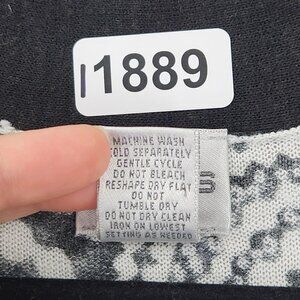 1889
MACHINE WASH
COLD SEPARATELY
GENTLE CYCLE
DO NOT BLEACH
RESHAPE DRY FLAT
DO NOT
TUMBLE DRY
DO NOT DRY CLEAN
IRON ON LOWEST
SETTING AS NEEDED